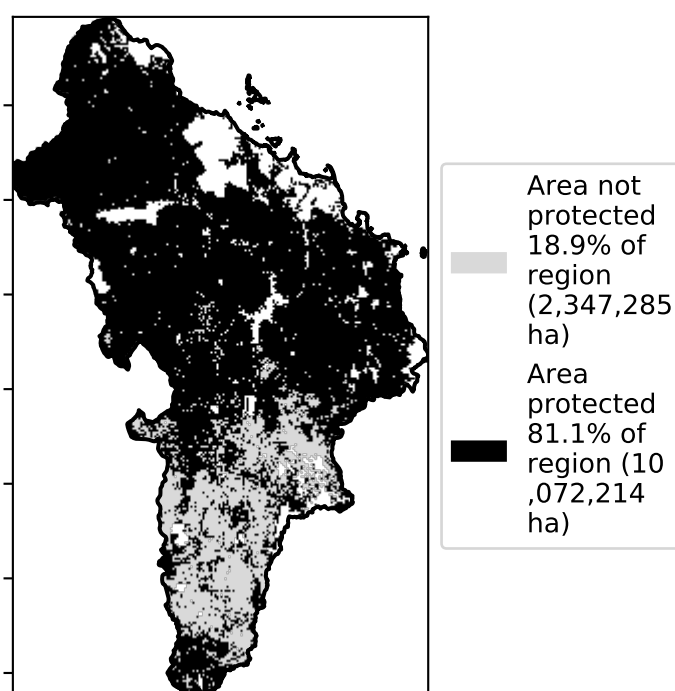 Area not
protected
18.9% of
region
(2,347,285
ha)
Area
protected
81.1% of
region (10
,072,214
ha)